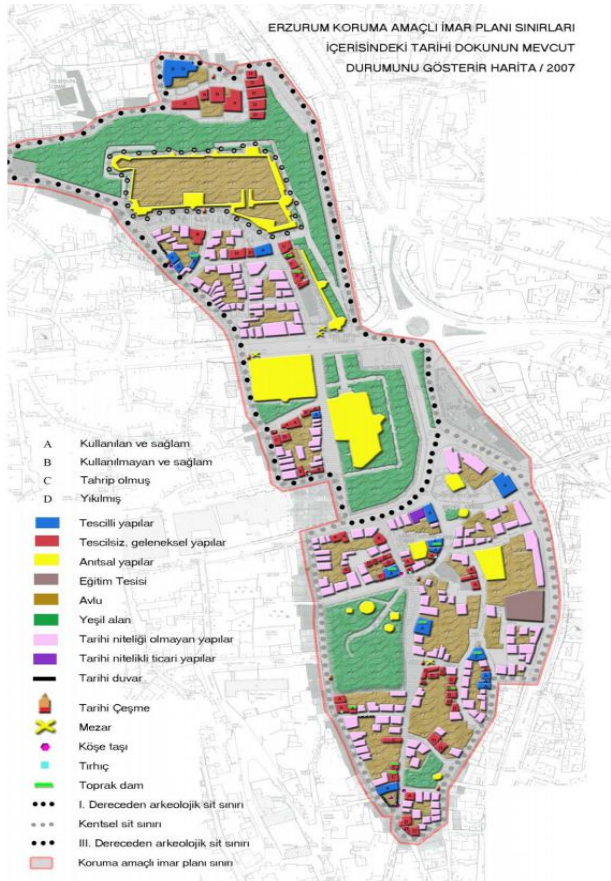 ERZURUM KORUMA AMAÇLI İMAR PLANI SINIRLARI
İÇERİSİNDEKİ TARİHİ DOKUNUN MEVCUT
DURUMUNU GÖSTERİR HARİTA / 2007
A Kullanılan ve sağlam
B Kullanılmayan ve sağlam
C Tahrip olmuş
D Yıkılmış
Tescilli yapılar
Tescilsiz. geleneksel yapılar
Anıtsal yapılar
Eğitim Tesisi
Avlu
Yeşil alan
Tarihi niteliği olmayan yapılar
Tarihi nitelikli ticari yapılar
Tarihi duvar
Tarihi Çeşme
Mezar
Köşe taşı
Tırhıç
Toprak dam
I. Dereceden arkeolojik sit sınırı
Kentsel sit sınırı
III. Dereceden arkeolojik sit sınırı
Koruma amaçlı imar planı sınırı